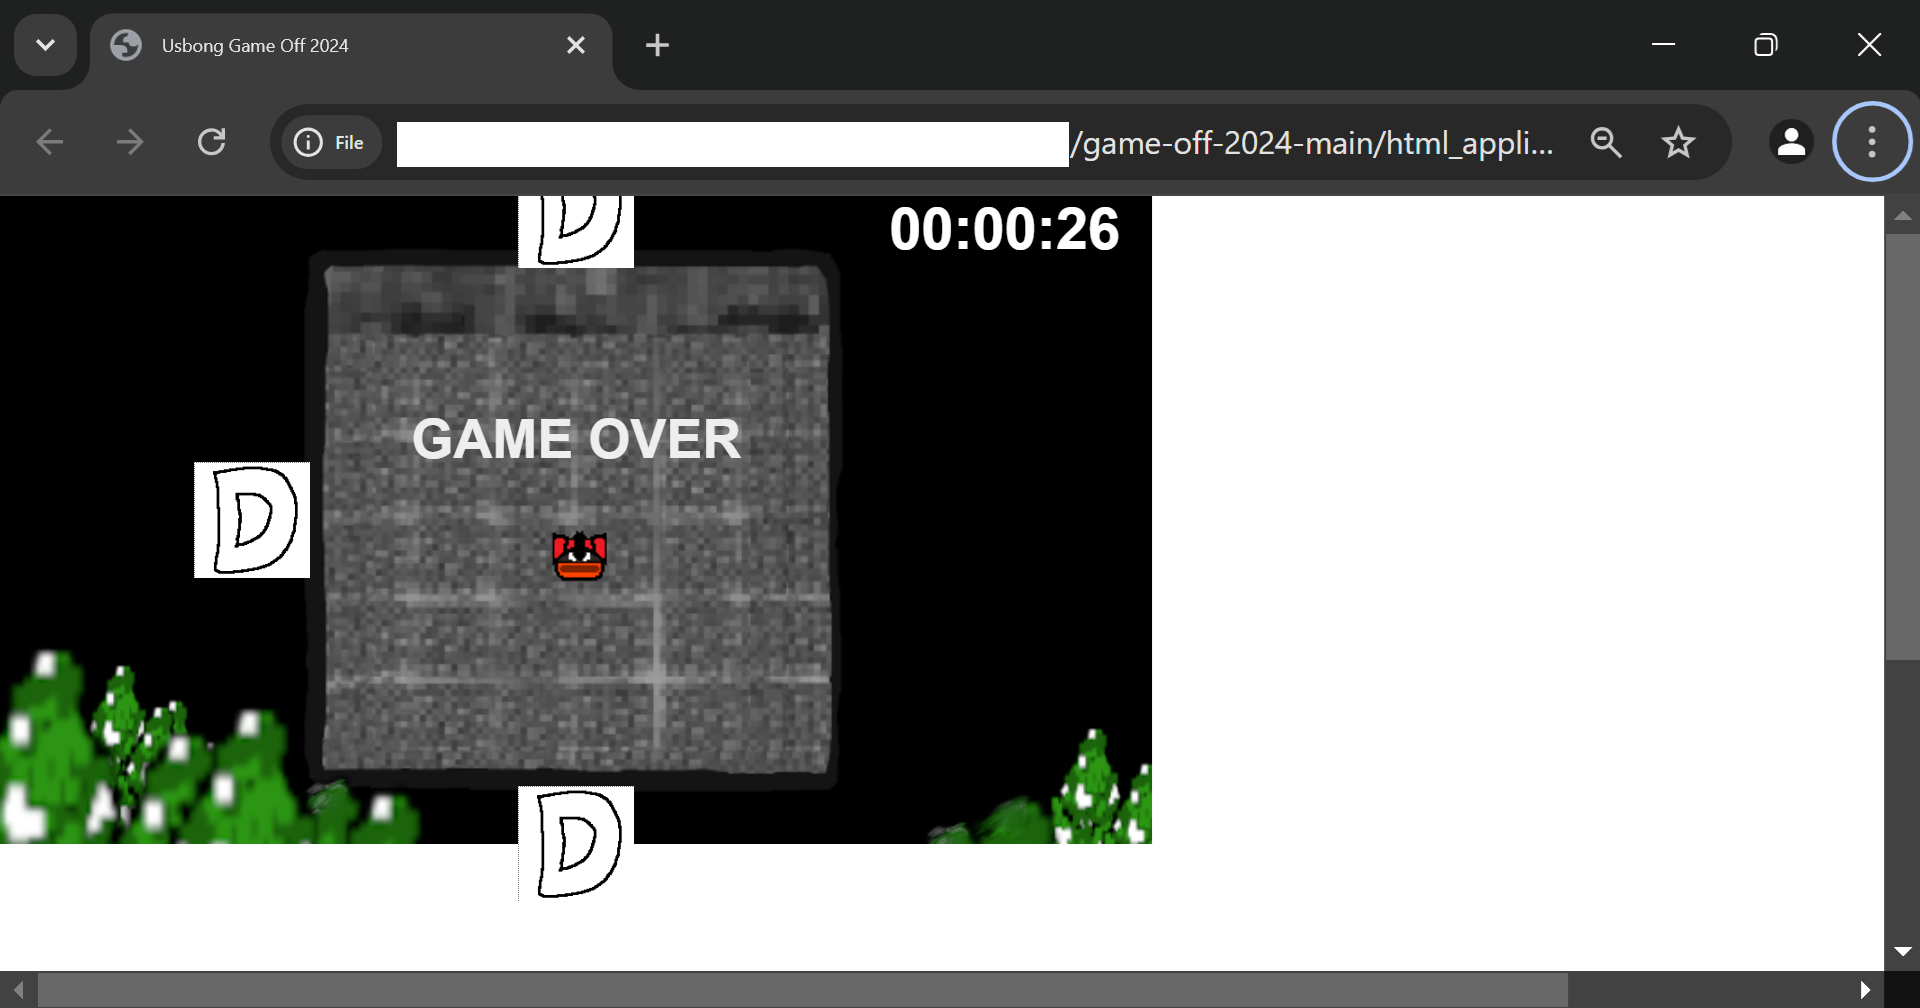 Usbong Game Off 2024
File
/game-off-2024-main/html_appli...
D
00:00:26
GAME OVER
D
D